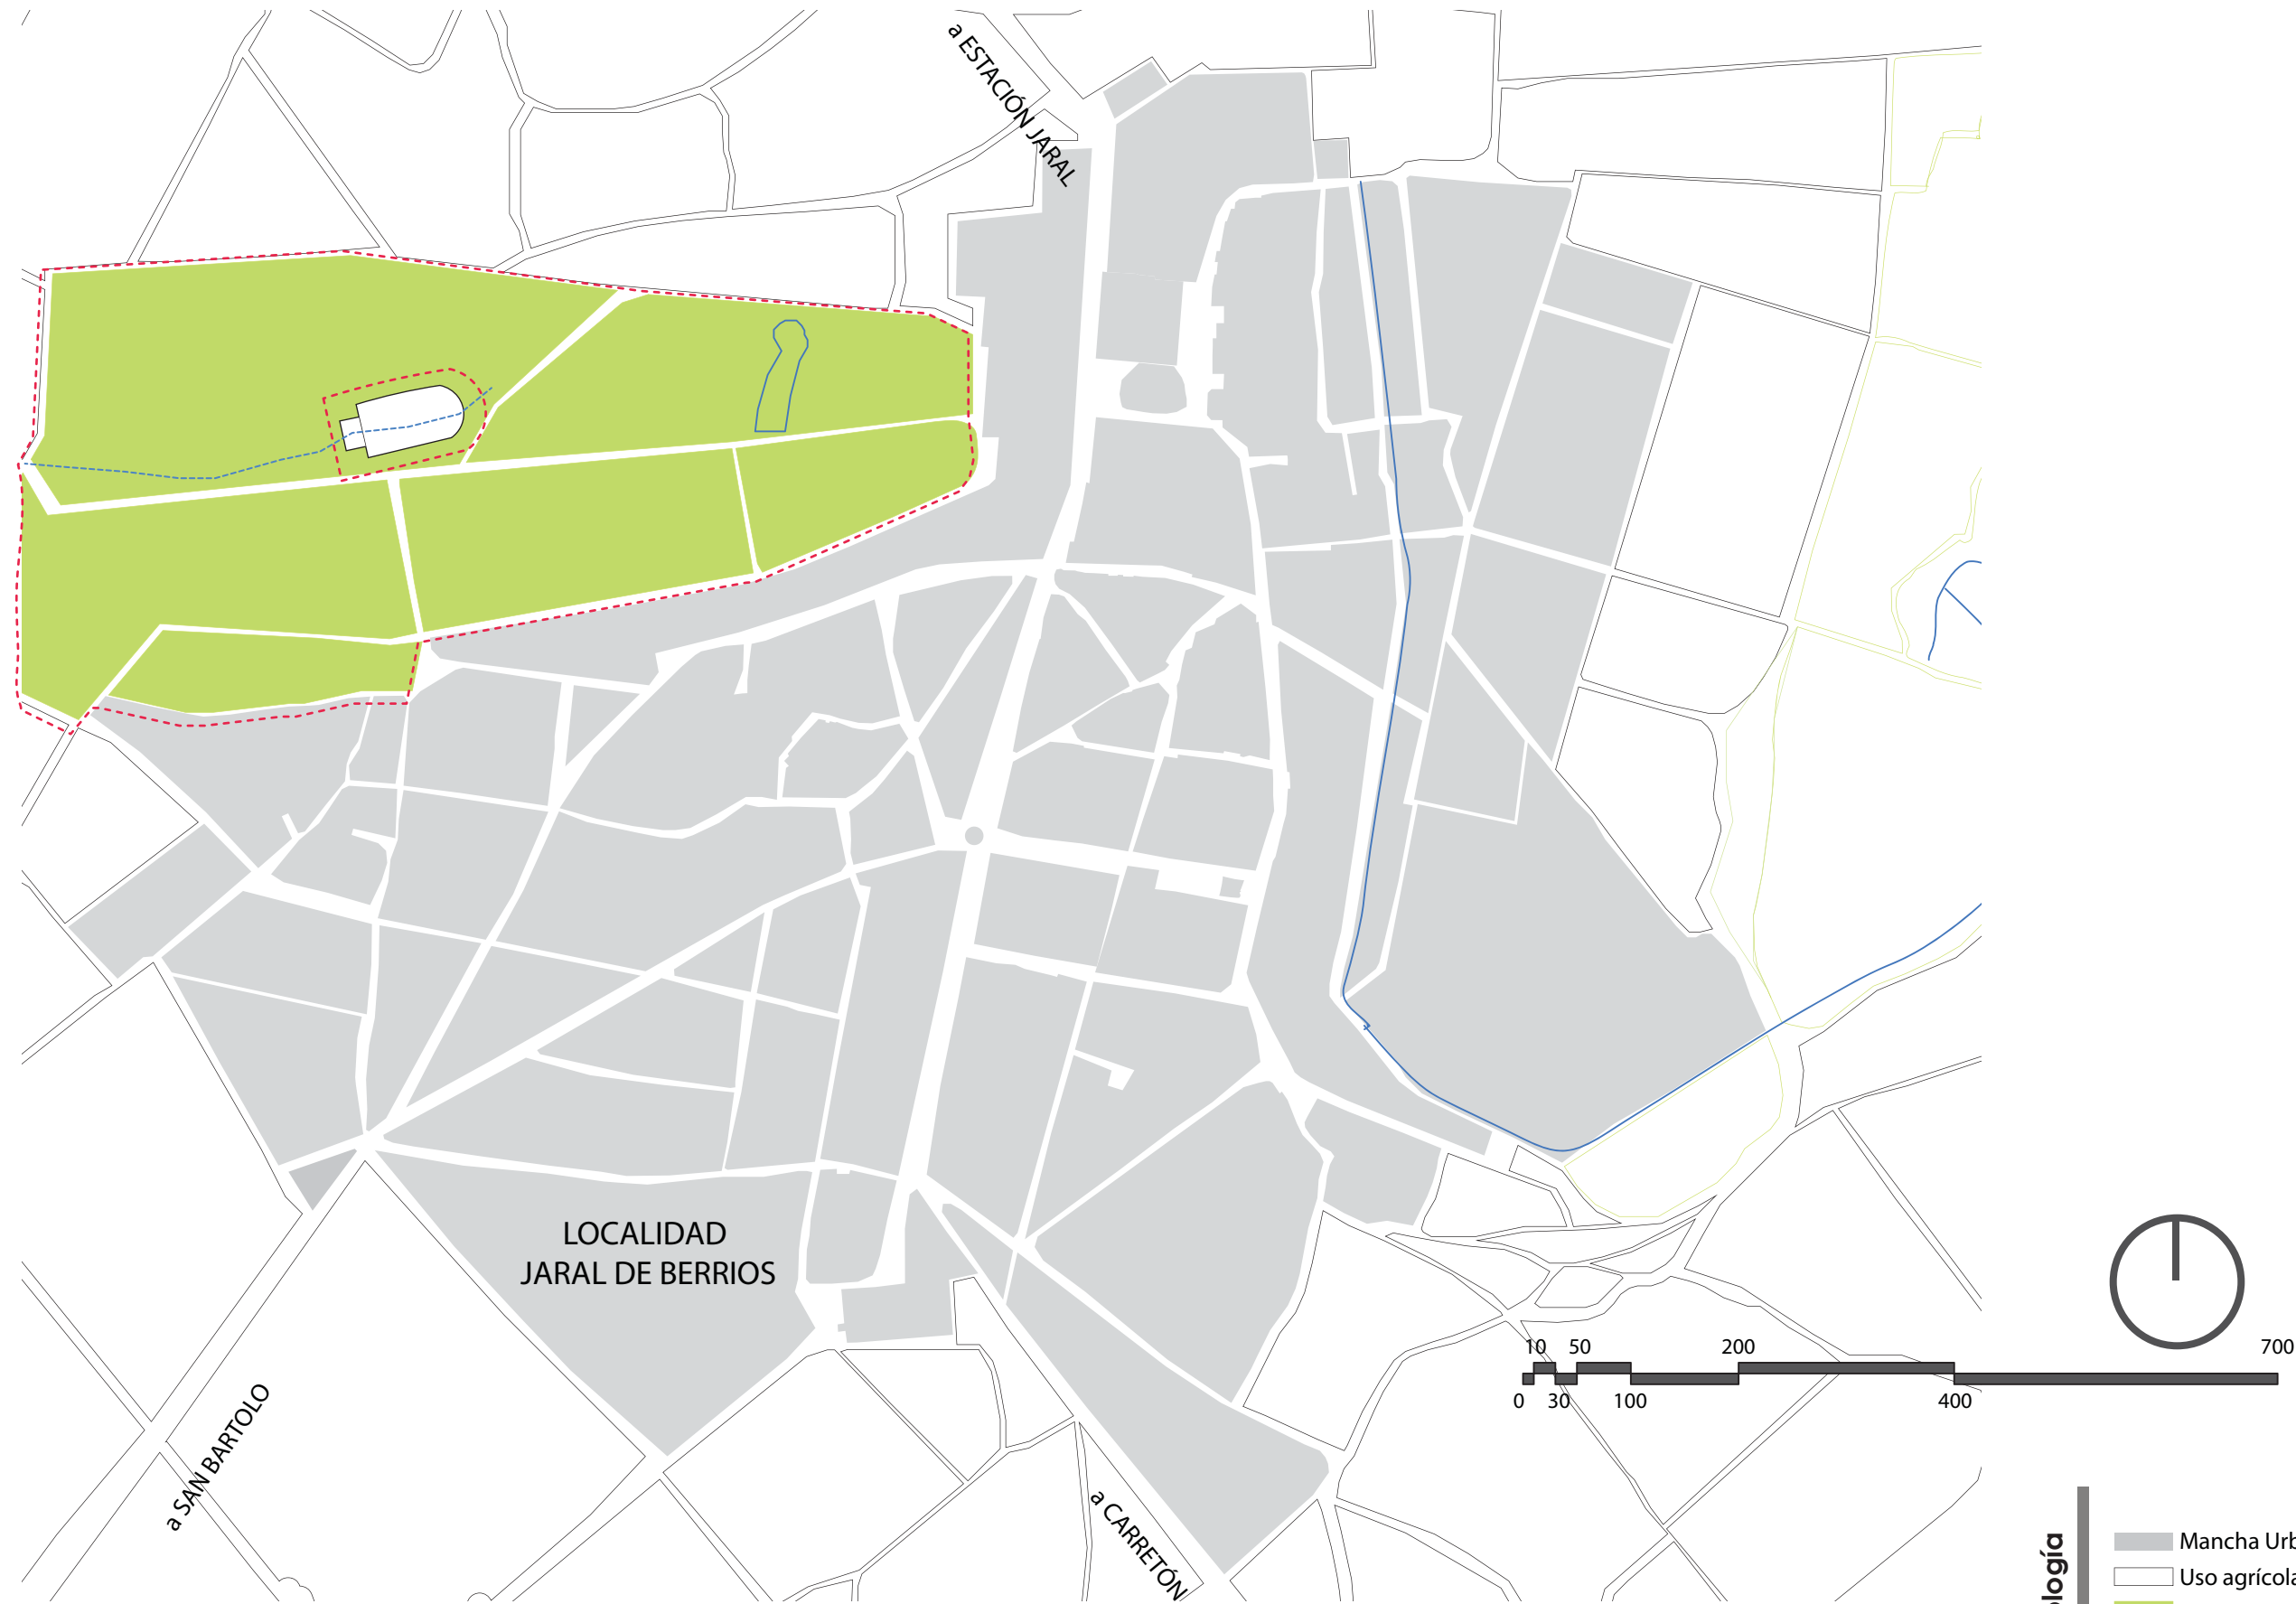 a ESTACIÓN JARAL
LOCALIDAD
JARAL DE BERRIOS
10 50 200 700
0 30 100 400
a SAN BARTOLO
a CARRETÓN
Mancha Urb
Uso agrícola
ología